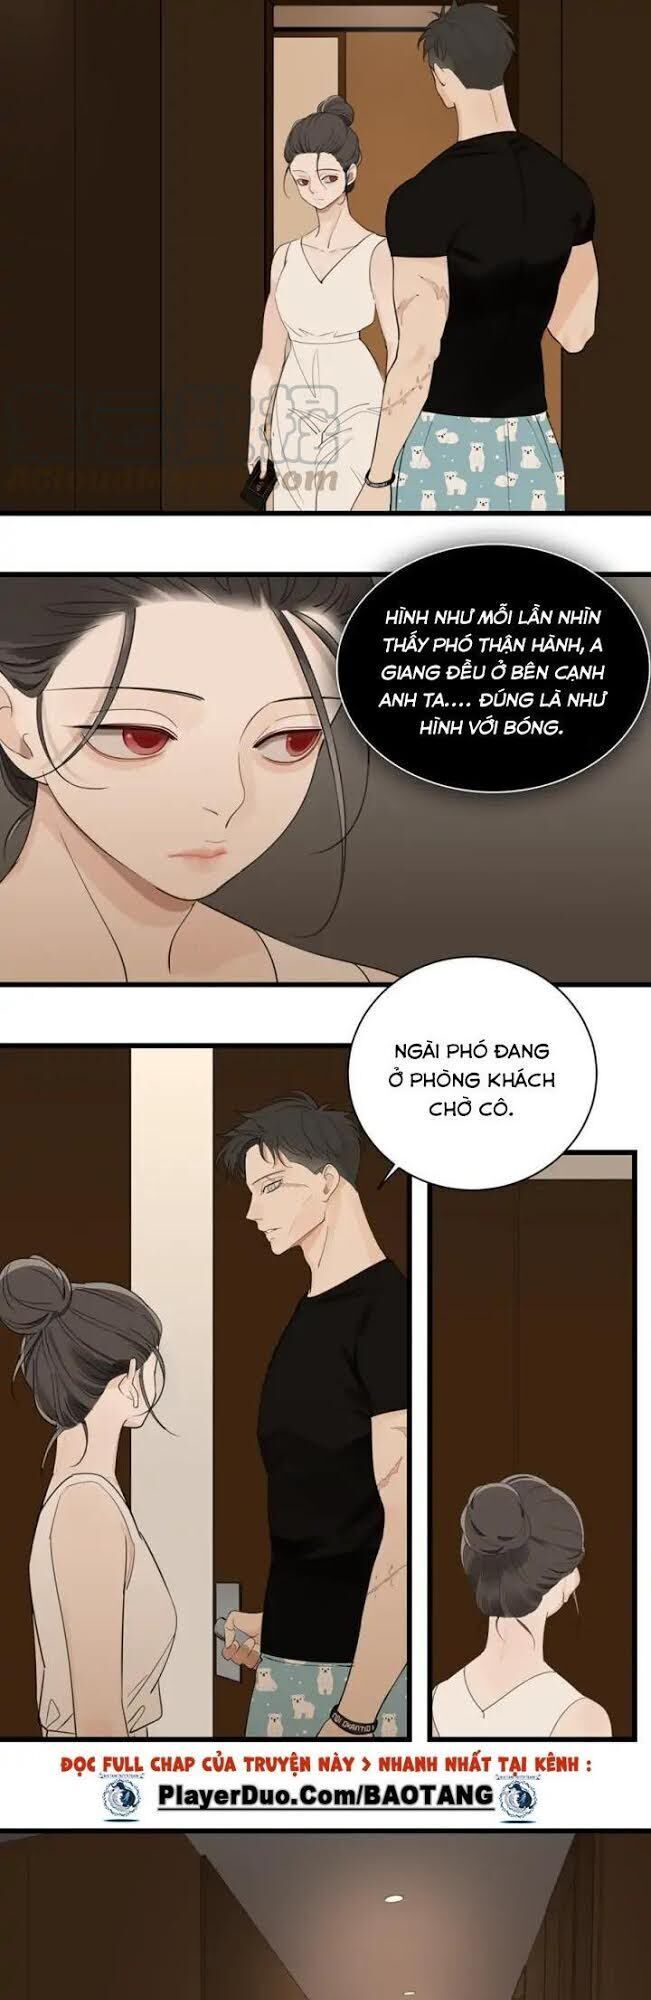 HÌNH NHƯ MỖI LẦN NHÌN
THẤY PHÓ THẬN HÀNH, A
GIANG ĐỀU Ở BÊN CẠNH
ANH TA.... ĐÚNG LÀ NHƯ
HÌNH VỚI BÓNG.
NGÀI PHÓ ĐANG
Ở PHÒNG KHÁCH
CHỜ CÔ.
ĐỌC FULL CHAP CỦA TRUYỆN NÀY > NHANH NHẤT TẠI KÊNH :
PlayerDuo.Com/BAOTANG